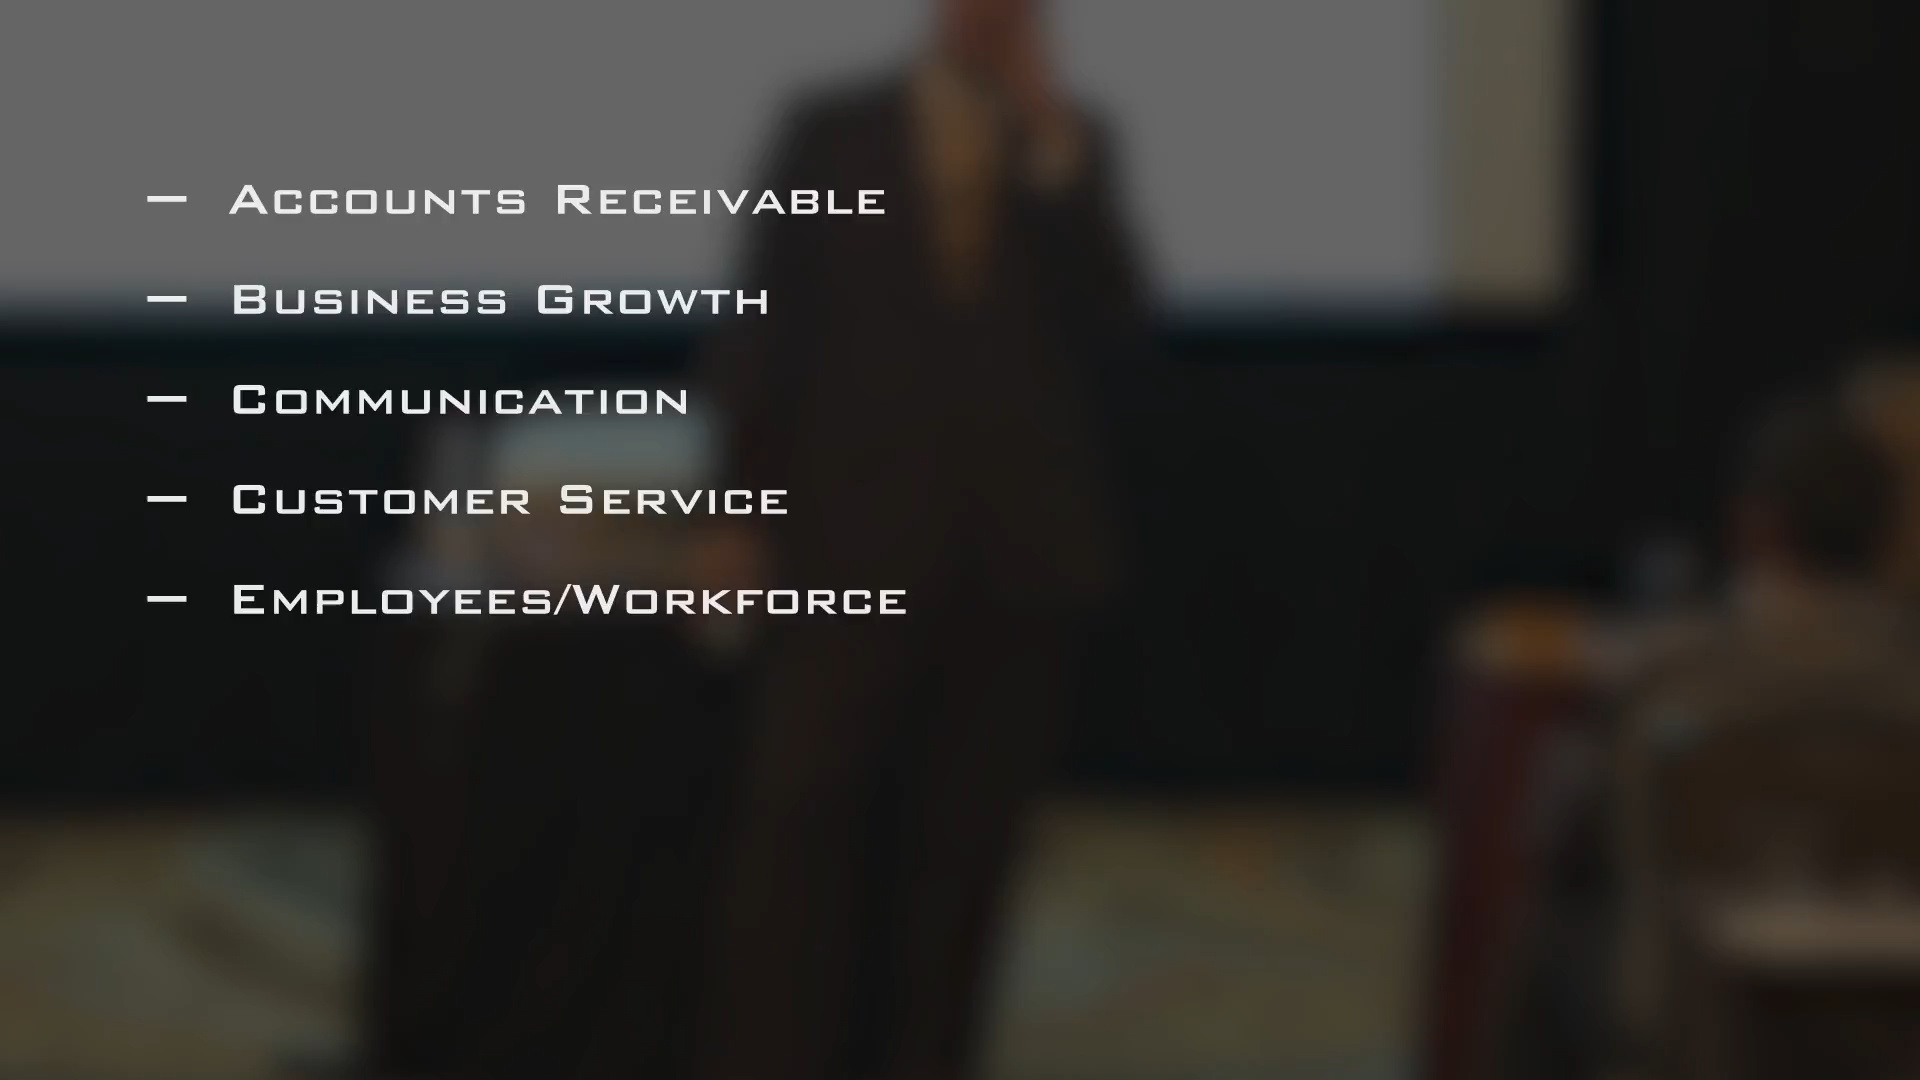 — Accounts Receivable
— Business Growth
— Communication
— Customer Service
— Employees/Workforce